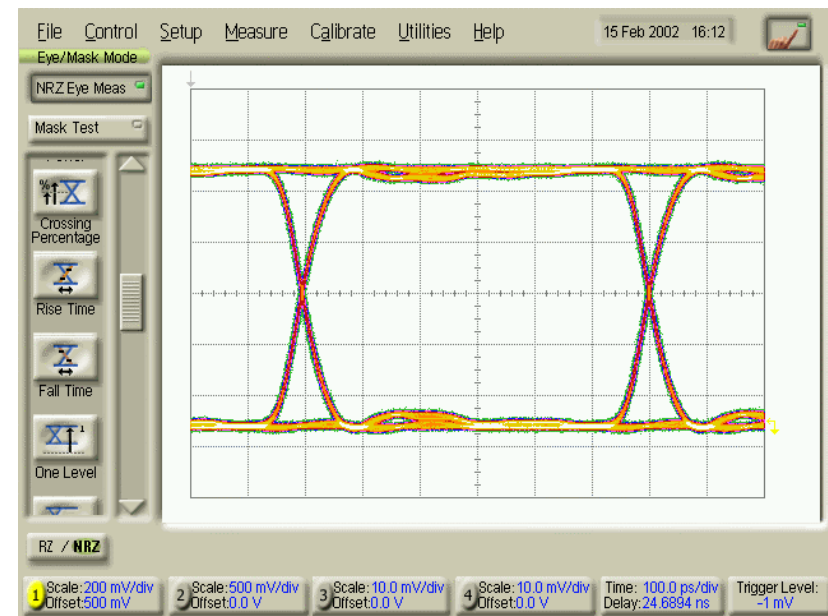 File Control Setup Measure Calibrate Utilities Help 15 Feb 2002 16:12
Eye/Mask Mode
NRZ Eye Meas
Mask Test
Crossing
Percentage
Rise Time
Fall Time
One Level
RZ / NRZ
1 Scale:200 mV/div
Offset:500 mV
2 Scale:500 mV/div
Offset:0.0 V
3 Scale:10.0 mV/div
Offset:0.0 V
4 Scale:10.0 mV/div
Offset:0.0 V
Time: 100.0 ps/div
Delay:24.6894 ns
Trigger Level:
-1 mV